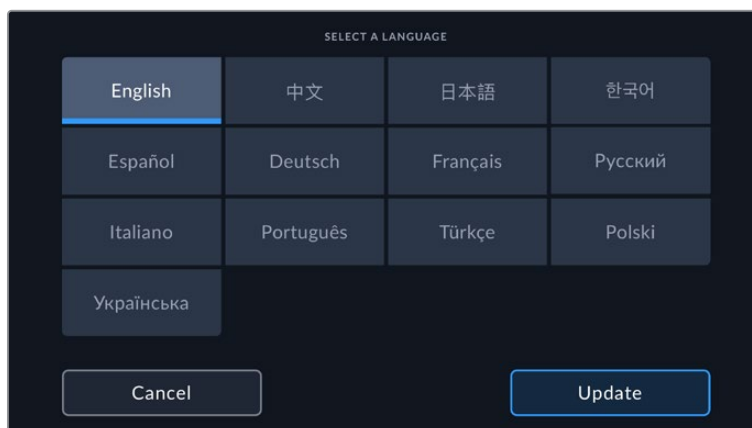 SELECT A LANGUAGE
English 中文 日本語 한국어
Español Deutsch Français Русский
Italiano Português Türkçe Polski
Українська
Cancel Update